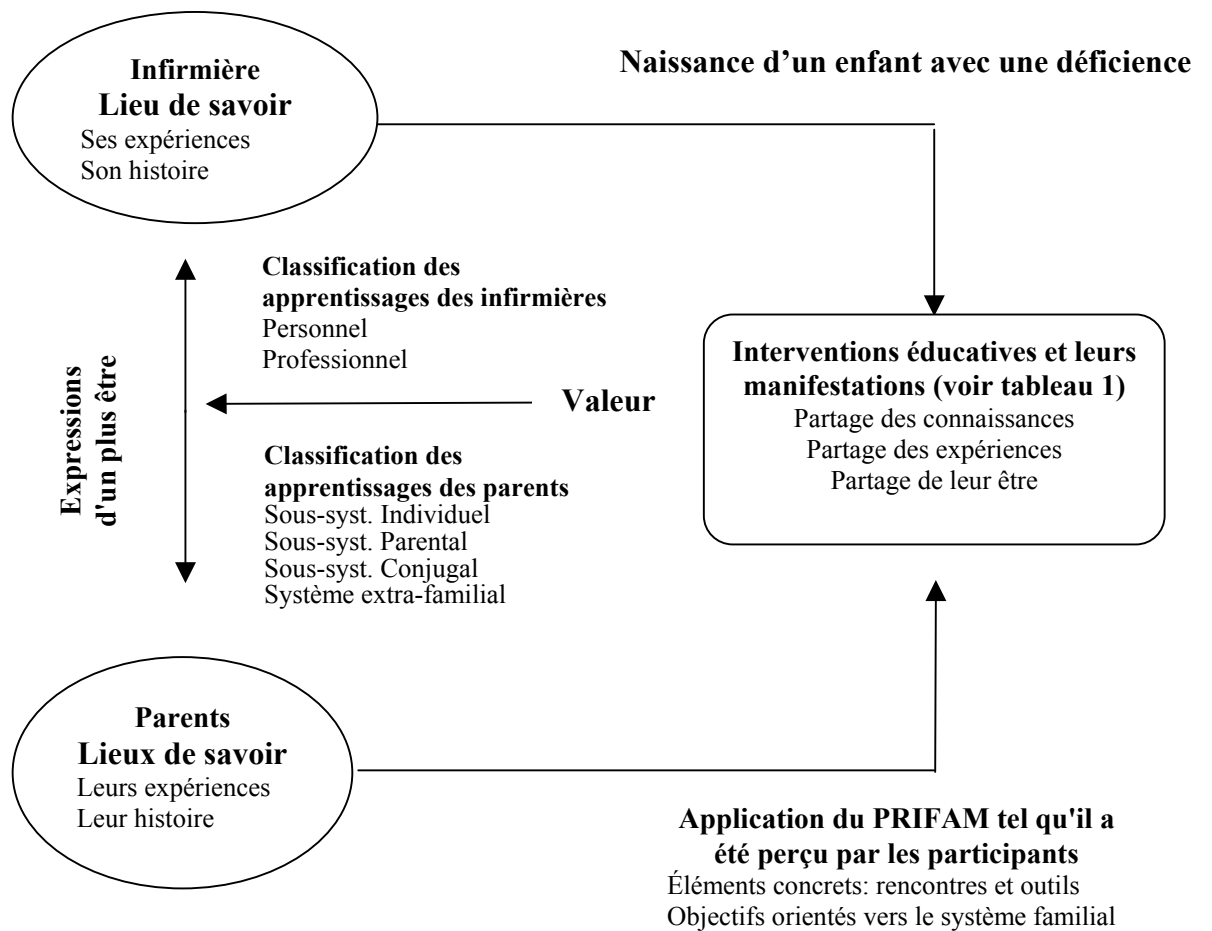 Infirmière
Lieu de savoir
Ses expériences
Son histoire
Naissance d’un enfant avec une déficience
Classification des
apprentissages des infirmières
Personnel
Professionnel
Expressions
d'un plus être
Valeur
Classification des
apprentissages des parents
Sous-syst. Individuel
Sous-syst. Parental
Sous-syst. Conjugal
Système extra-familial
Interventions éducatives et leurs
manifestations (voir tableau 1)
Partage des connaissances
Partage des expériences
Partage de leur être
Parents
Lieux de savoir
Leurs expériences
Leur histoire
Application du PRIFAM tel qu'il a
été perçu par les participants
Éléments concrets: rencontres et outils
Objectifs orientés vers le système familial